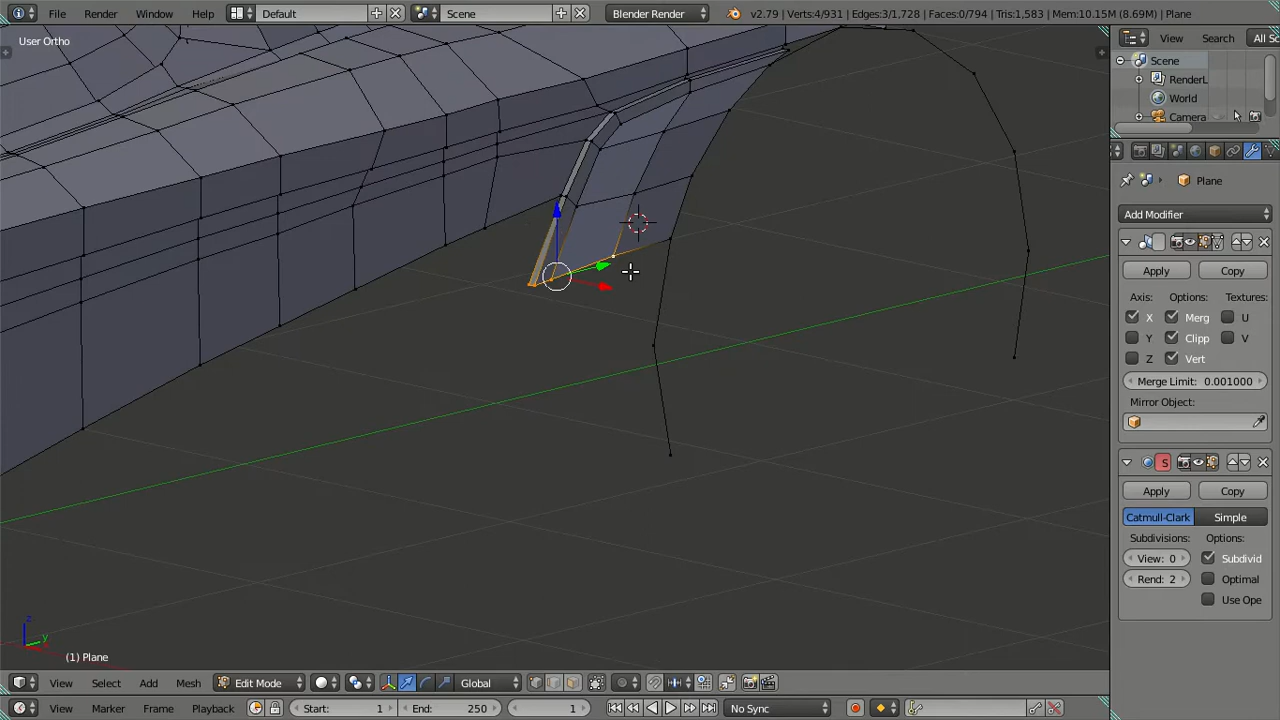 File Render Window Help Default Scene Blender Render v2.79 | Verts:4/931 | Edges:3/1,728 | Faces:0/794 | Tris:1,583 | Mem:10.15M (8.69M) | Plane
User Ortho
View Search All Sc
Scene
RenderL
World
Camera
Plane
Add Modifier
Apply Copy
Axis: Options: Textures:
X Merg U
Y Clipp V
Z Vert
Merge Limit: 0.001000
Mirror Object:
S
Apply Copy
Catmull-Clark Simple
Subdivisions: Options:
View: 0 Subdivid
Rend: 2 Optimal
Use Ope
z
y
(1) Plane
View Select Add Mesh Edit Mode Global
View Marker Frame Playback Start: 1 End: 250 1 No Sync